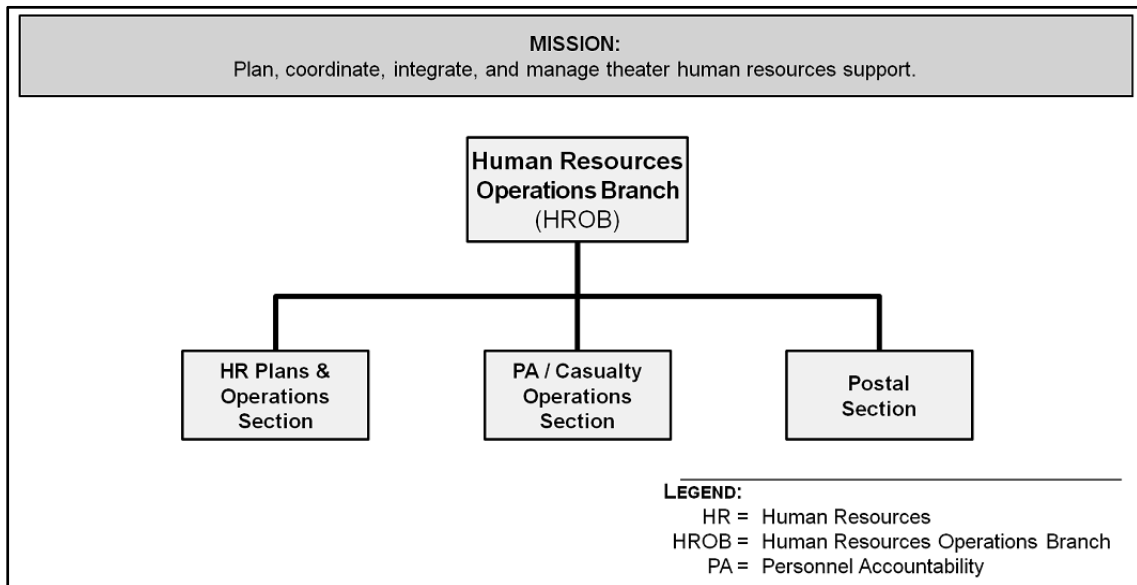 MISSION:
Plan, coordinate, integrate, and manage theater human resources support.
Human Resources
Operations Branch
(HROB)
HR Plans &
Operations
Section
PA / Casualty
Operations
Section
Postal
Section
LEGEND:
HR = Human Resources
HROB = Human Resources Operations Branch
PA = Personnel Accountability